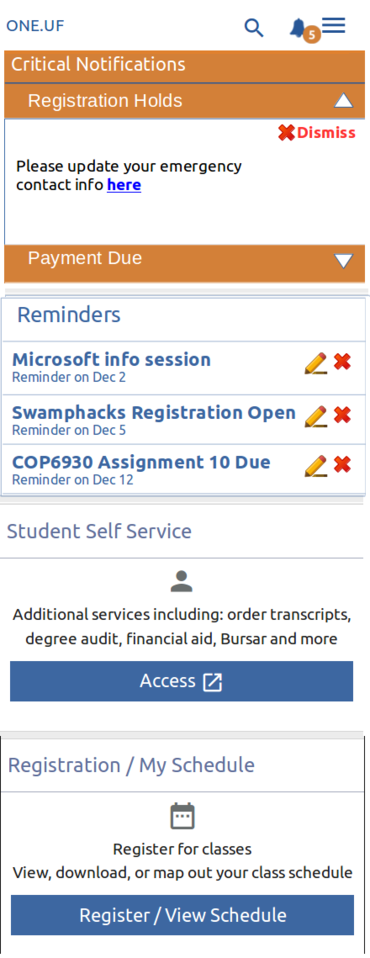 ONE.UF
5
Critical Notifications
Registration Holds
Dismiss
Please update your emergency
contact info here
Payment Due
Reminders
Microsoft info session
Reminder on Dec 2
Swamphacks Registration Open
Reminder on Dec 5
COP6930 Assignment 10 Due
Reminder on Dec 12
Student Self Service
Additional services including: order transcripts,
degree audit, financial aid, Bursar and more
Access
Registration / My Schedule
Register for classes
View, download, or map out your class schedule
Register / View Schedule